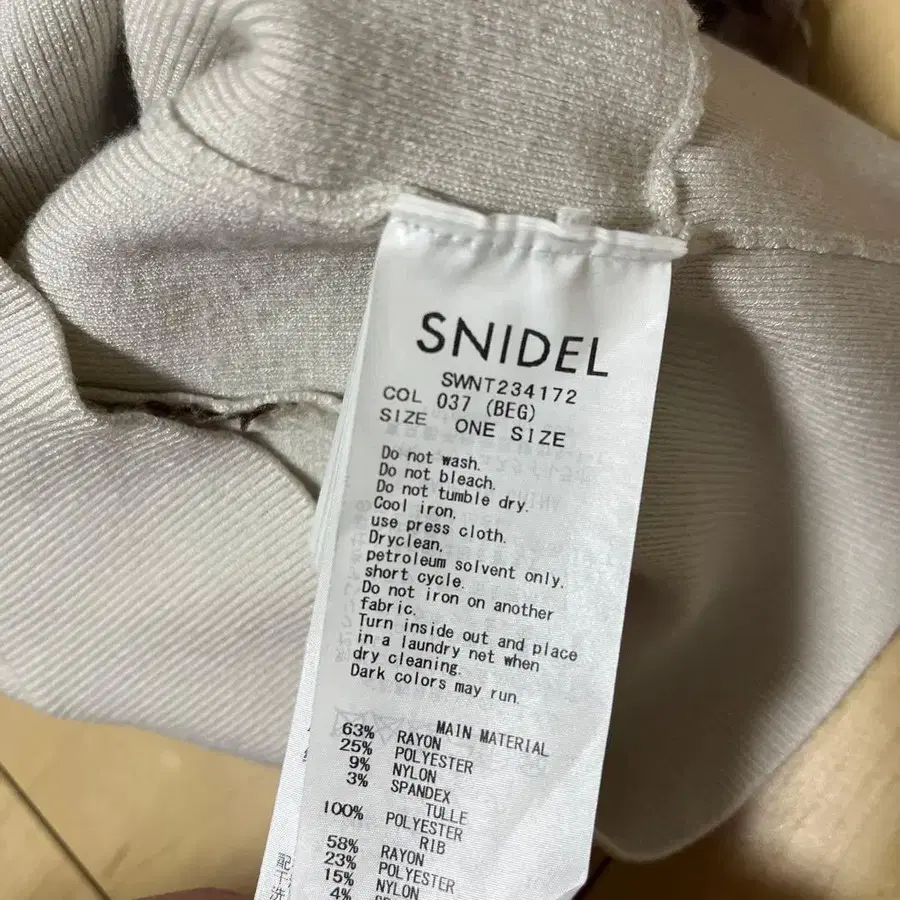 SNIDEL
SWNT234172
COL 037 (BEG)
SIZE ONE SIZE
Do not wash.
Do not bleach.
Do not tumble dry.
Cool iron,
use press cloth.
Dryclean,
petroleum solvent only.
short cycle.
Do not iron on another
fabric.
Turn inside out and place
in a laundry net when
dry cleaning.
Dark colors may run.
MAIN MATERIAL
63% RAYON
25% POLYESTER
9% NYLON
3% SPANDEX
TULLE
100% POLYESTER
RIB
58% RAYON
23% POLYESTER
15% NYLON
4%